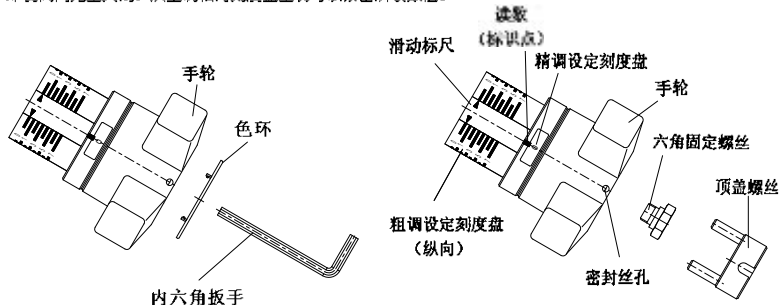 手轮
色环
内六角扳手
读数
（标识点）
滑动标尺
精调设定刻度盘
手轮
六角固定螺丝
顶盖螺丝
粗调设定刻度盘
（纵向）
密封丝孔